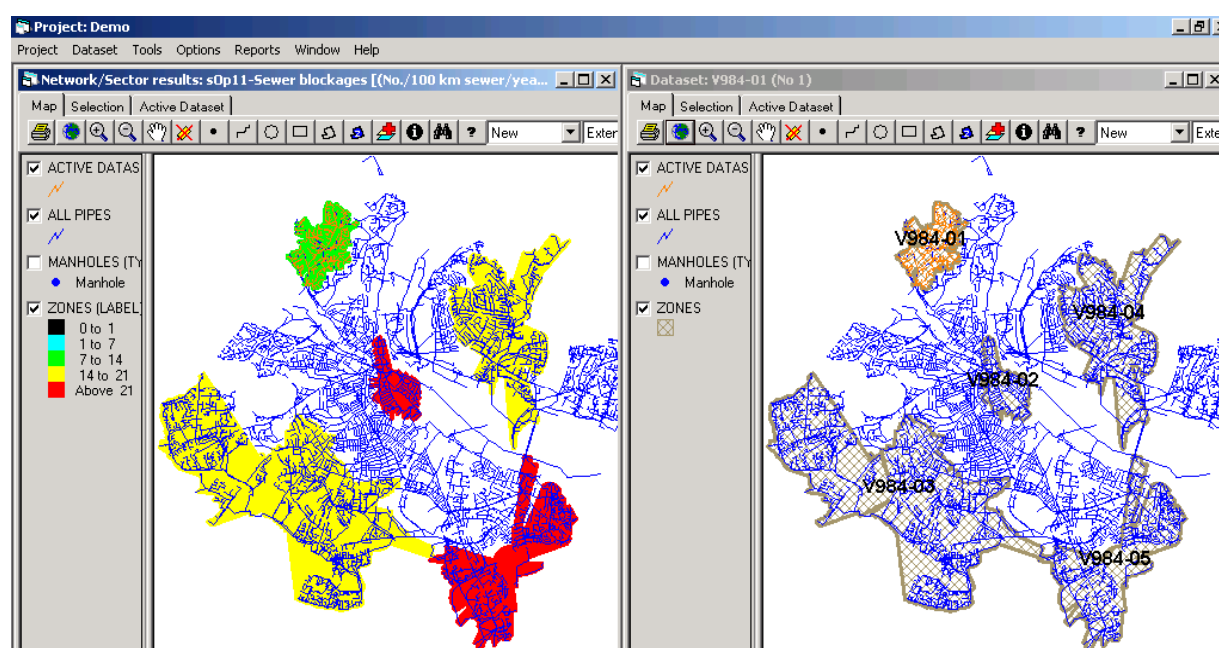 Project: Demo
Project Dataset Tools Options Reports Window Help
Network/Sector results: sOp11-Sewer blockages [(No./100 km sewer/yea...
Map Selection Active Dataset
New
Exter
ACTIVE DATAS
ALL PIPES
MANHOLES (TY
Manhole
ZONES (LABEL
0 to 1
1 to 7
7 to 14
14 to 21
Above 21
Dataset: V984-01 (No 1)
Map Selection Active Dataset
New
Exte
ACTIVE DATAS
ALL PIPES
MANHOLES (TY
Manhole
ZONES
V984-01
V984-04
V984-02
V984-03
V984-05